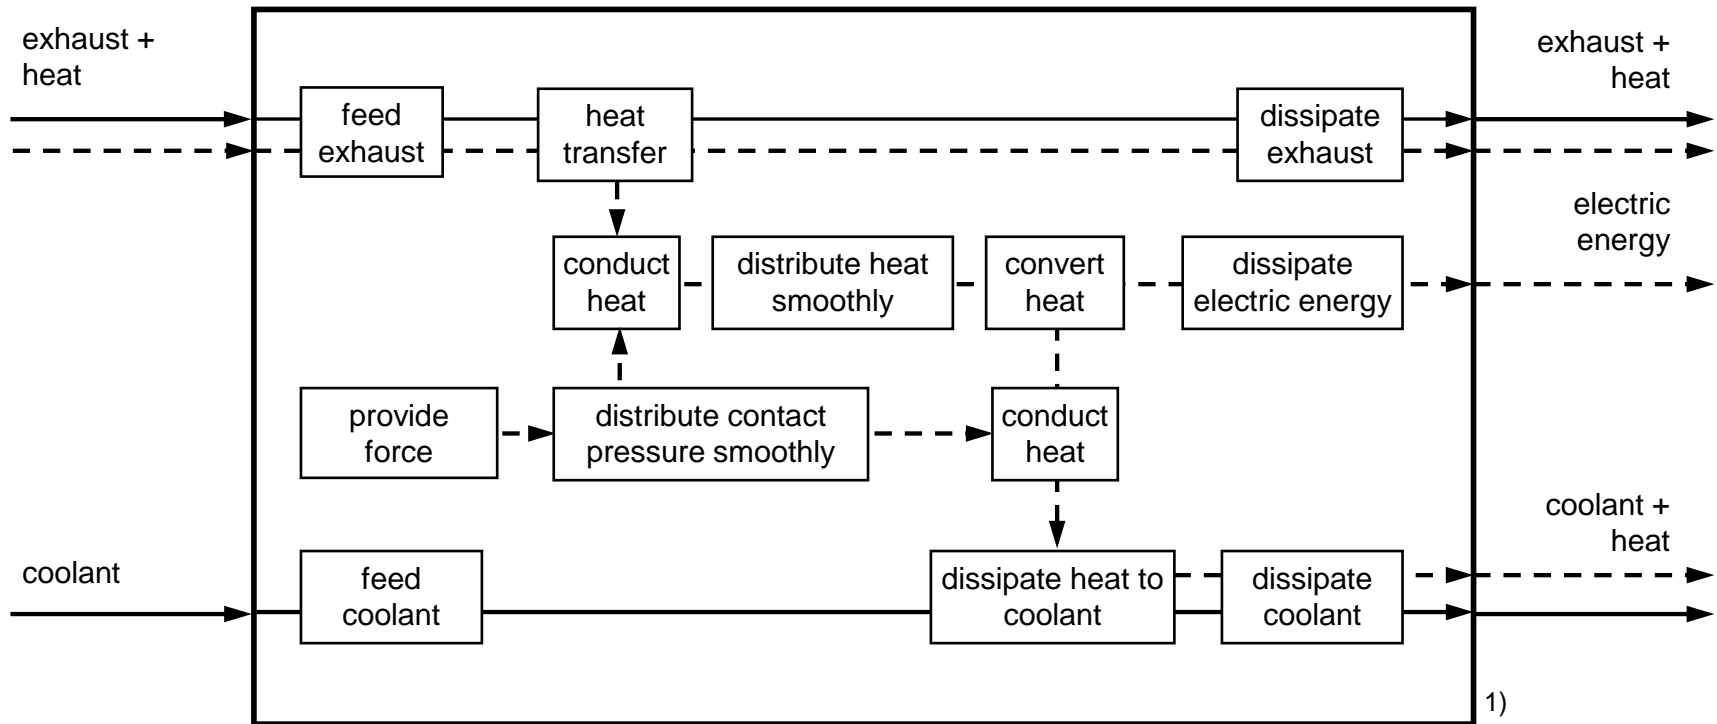 exhaust +
heat
exhaust +
heat
feed
exhaust
heat
transfer
dissipate
exhaust
electric
energy
conduct
heat
distribute heat
smoothly
convert
heat
dissipate
electric energy
provide
force
distribute contact
pressure smoothly
conduct
heat
coolant +
heat
coolant
feed
coolant
dissipate heat to
coolant
dissipate
coolant
1)